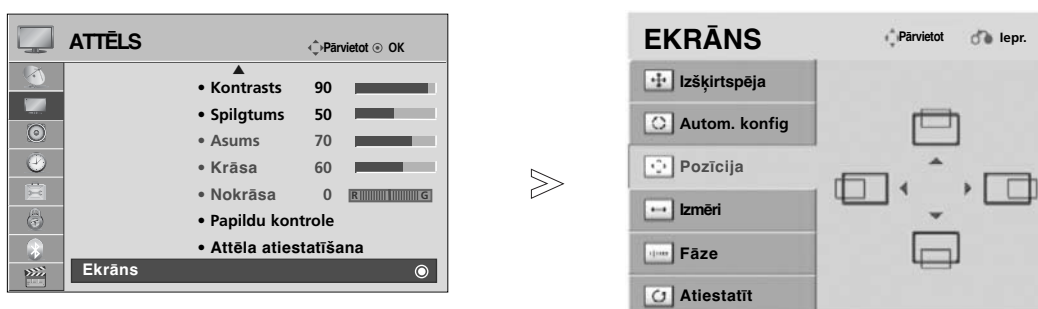 ATTĒLS
Pārvietot OK
• Kontrasts 90
• Spilgtums 50
• Asums 70
• Krāsa 60
• Nokrāsa 0 R G
• Papildu kontrole
• Attēla atiestatīšana
Ekrāns
EKRĀNS
Pārvietot Iepr.
Izšķirtspēja
Autom. konfig
Pozīcija
Izmēri
Fāze
Atiestatīt